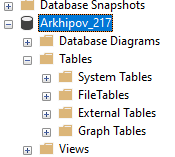 Database Snapshots
Arkhipov_217
Database Diagrams
Tables
System Tables
FileTables
External Tables
Graph Tables
Views